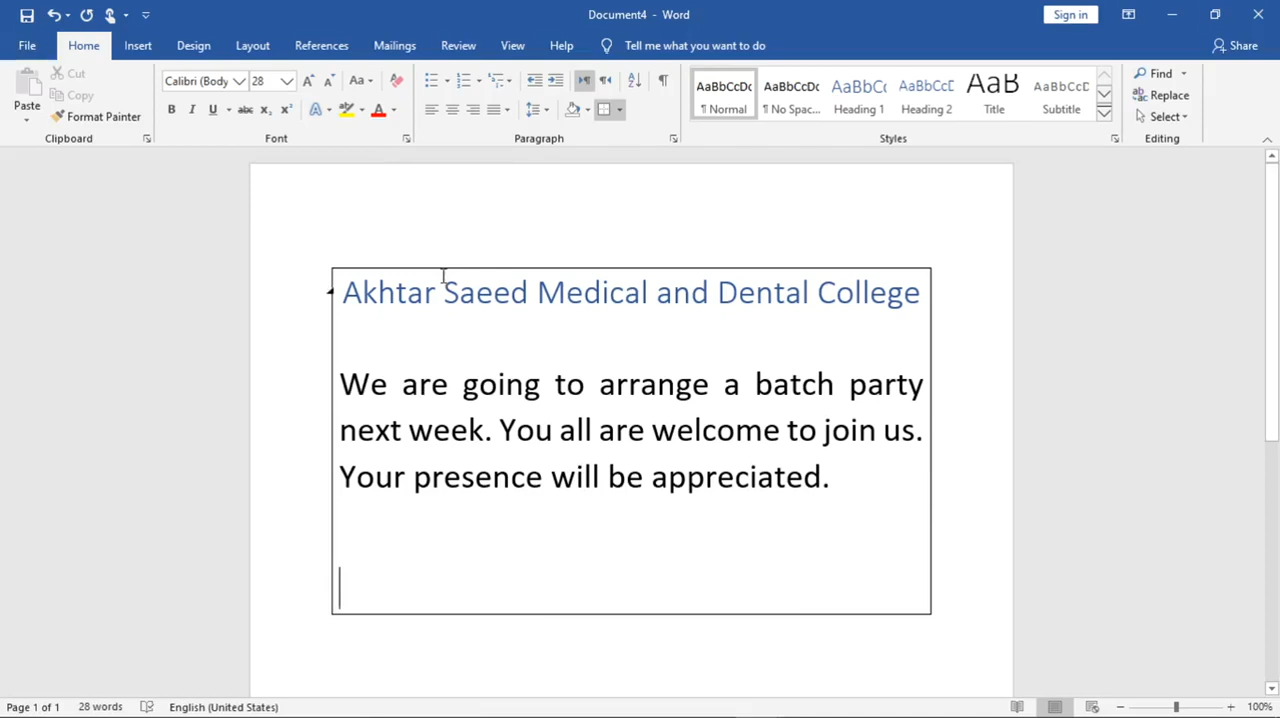 Document4 - Word
Sign in
File Home Insert Design Layout References Mailings Review View Help Tell me what you want to do Share
Paste
Cut
Copy
Format Painter
Clipboard
Calibri (Body 28
Font
Paragraph
AaBbCcDc AaBbCcDc AaBbCc AaBbCcD AaB AaBbCcD
¶ Normal ¶ No Spac... Heading 1 Heading 2 Title Subtitle
Styles
Find
Replace
Select
Editing
Akhtar Saeed Medical and Dental College
We are going to arrange a batch party
next week. You all are welcome to join us.
Your presence will be appreciated.
Page 1 of 1 28 words English (United States) 100%